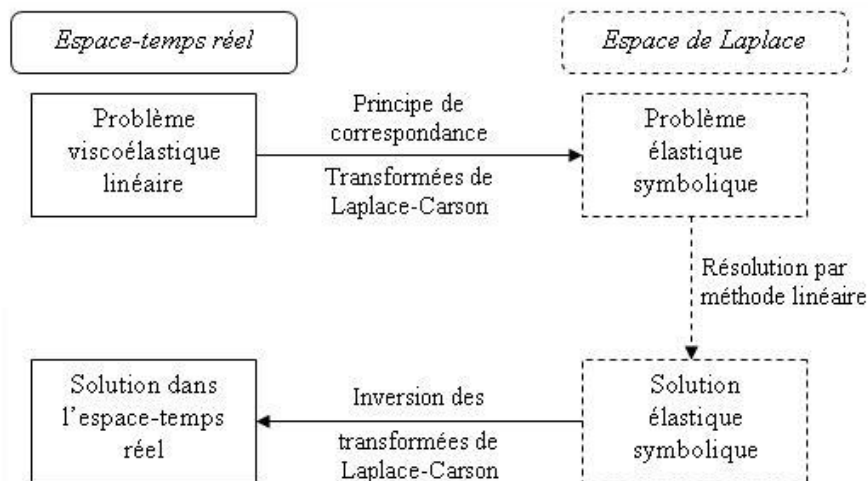 Espace-temps réel
Espace de Laplace
Problème
viscoélastique
linéaire
Principe de
correspondance
Transformées de
Laplace-Carson
Problème
élastique
symbolique
Résolution par
méthode linéaire
Solution
élastique
symbolique
Inversion des
transformées de
Laplace-Carson
Solution dans
l'espace-temps
réel